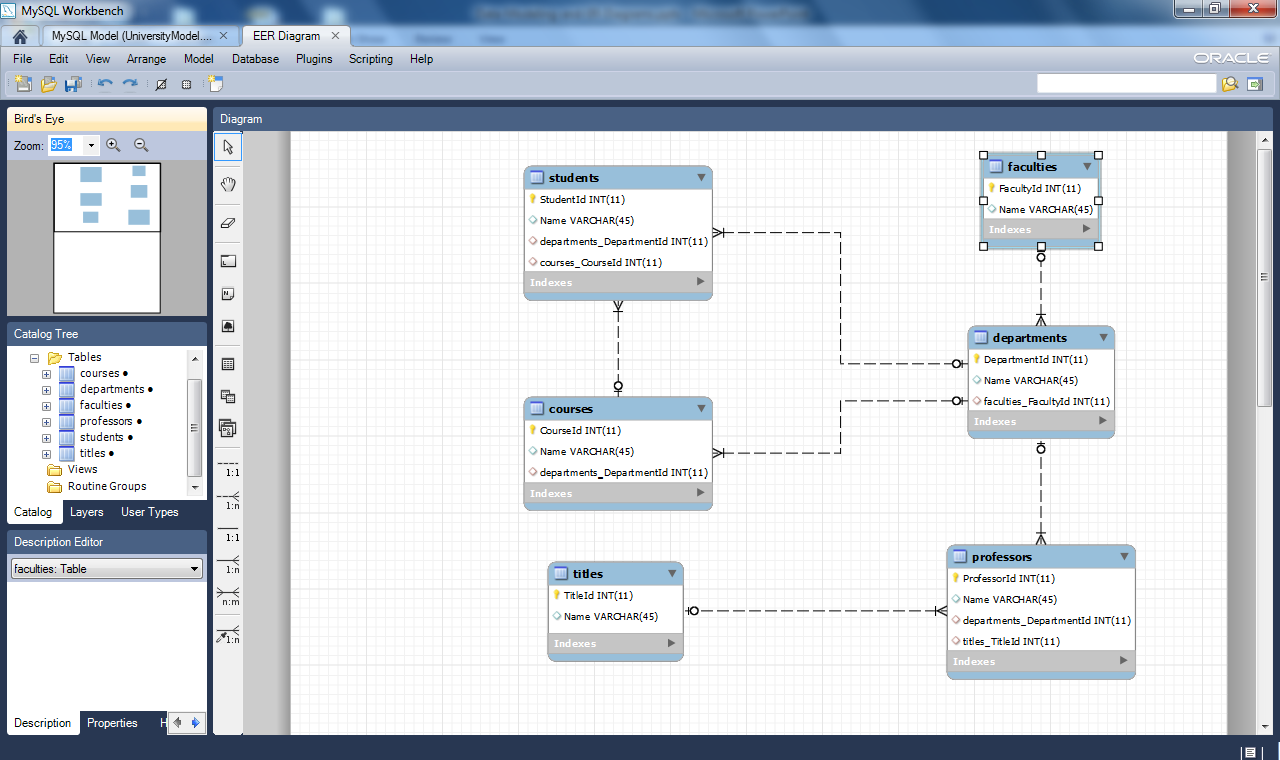 MySQL Workbench
MySQL Model (UniversityModel....
EER Diagram
File Edit View Arrange Model Database Plugins Scripting Help
ORACLE
Bird's Eye
Zoom: 95%
Diagram
students
StudentId INT(11)
Name VARCHAR(45)
departments_DepartmentId INT(11)
courses_CourseId INT(11)
Indexes
faculties
FacultyId INT(11)
Name VARCHAR(45)
Indexes
departments
DepartmentId INT(11)
Name VARCHAR(45)
faculties_FacultyId INT(11)
Indexes
courses
CourseId INT(11)
Name VARCHAR(45)
departments_DepartmentId INT(11)
Indexes
titles
TitleId INT(11)
Name VARCHAR(45)
Indexes
professors
ProfessorId INT(11)
Name VARCHAR(45)
departments_DepartmentId INT(11)
titles_TitleId INT(11)
Indexes
1:1
1:n
1:1
1:n
n:m
1:n
Catalog Tree
Tables
courses •
departments •
faculties •
professors •
students •
titles •
Views
Routine Groups
Catalog Layers User Types
Description Editor
faculties: Table
Description Properties H